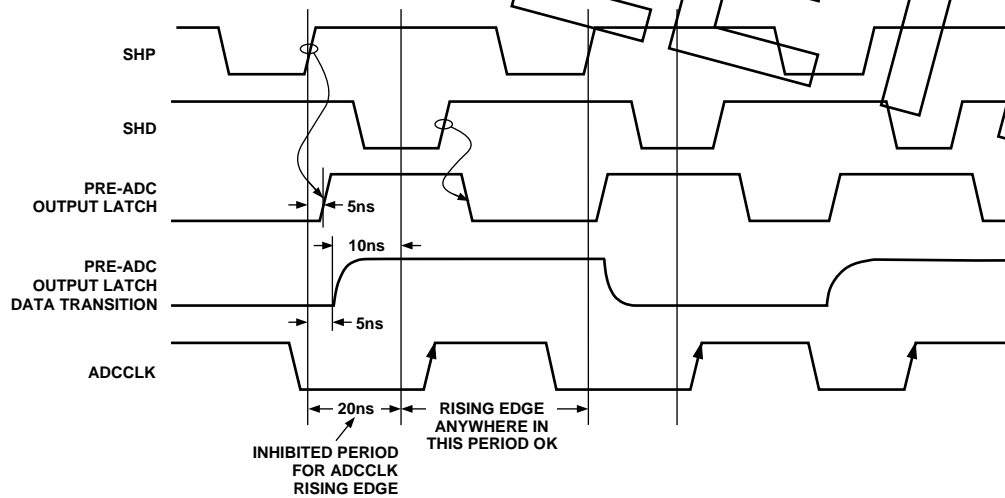 SHP
SHD
PRE-ADC
OUTPUT LATCH
5ns
10ns
PRE-ADC
OUTPUT LATCH
DATA TRANSITION
5ns
ADCCLK
20ns
RISING EDGE
ANYWHERE IN
THIS PERIOD OK
INHIBITED PERIOD
FOR ADCCLK
RISING EDGE